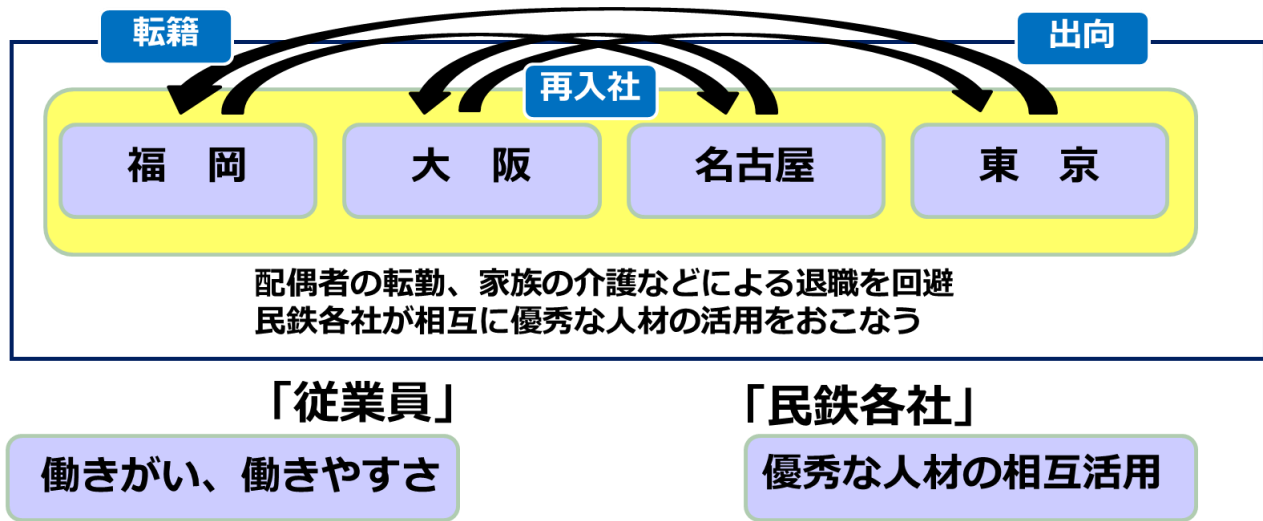 転籍
出向
再入社
福　岡
大　阪
名古屋
東　京
配偶者の転勤、家族の介護などによる退職を回避
民鉄各社が相互に優秀な人材の活用をおこなう
「従業員」
「民鉄各社」
働きがい、働きやすさ
優秀な人材の相互活用